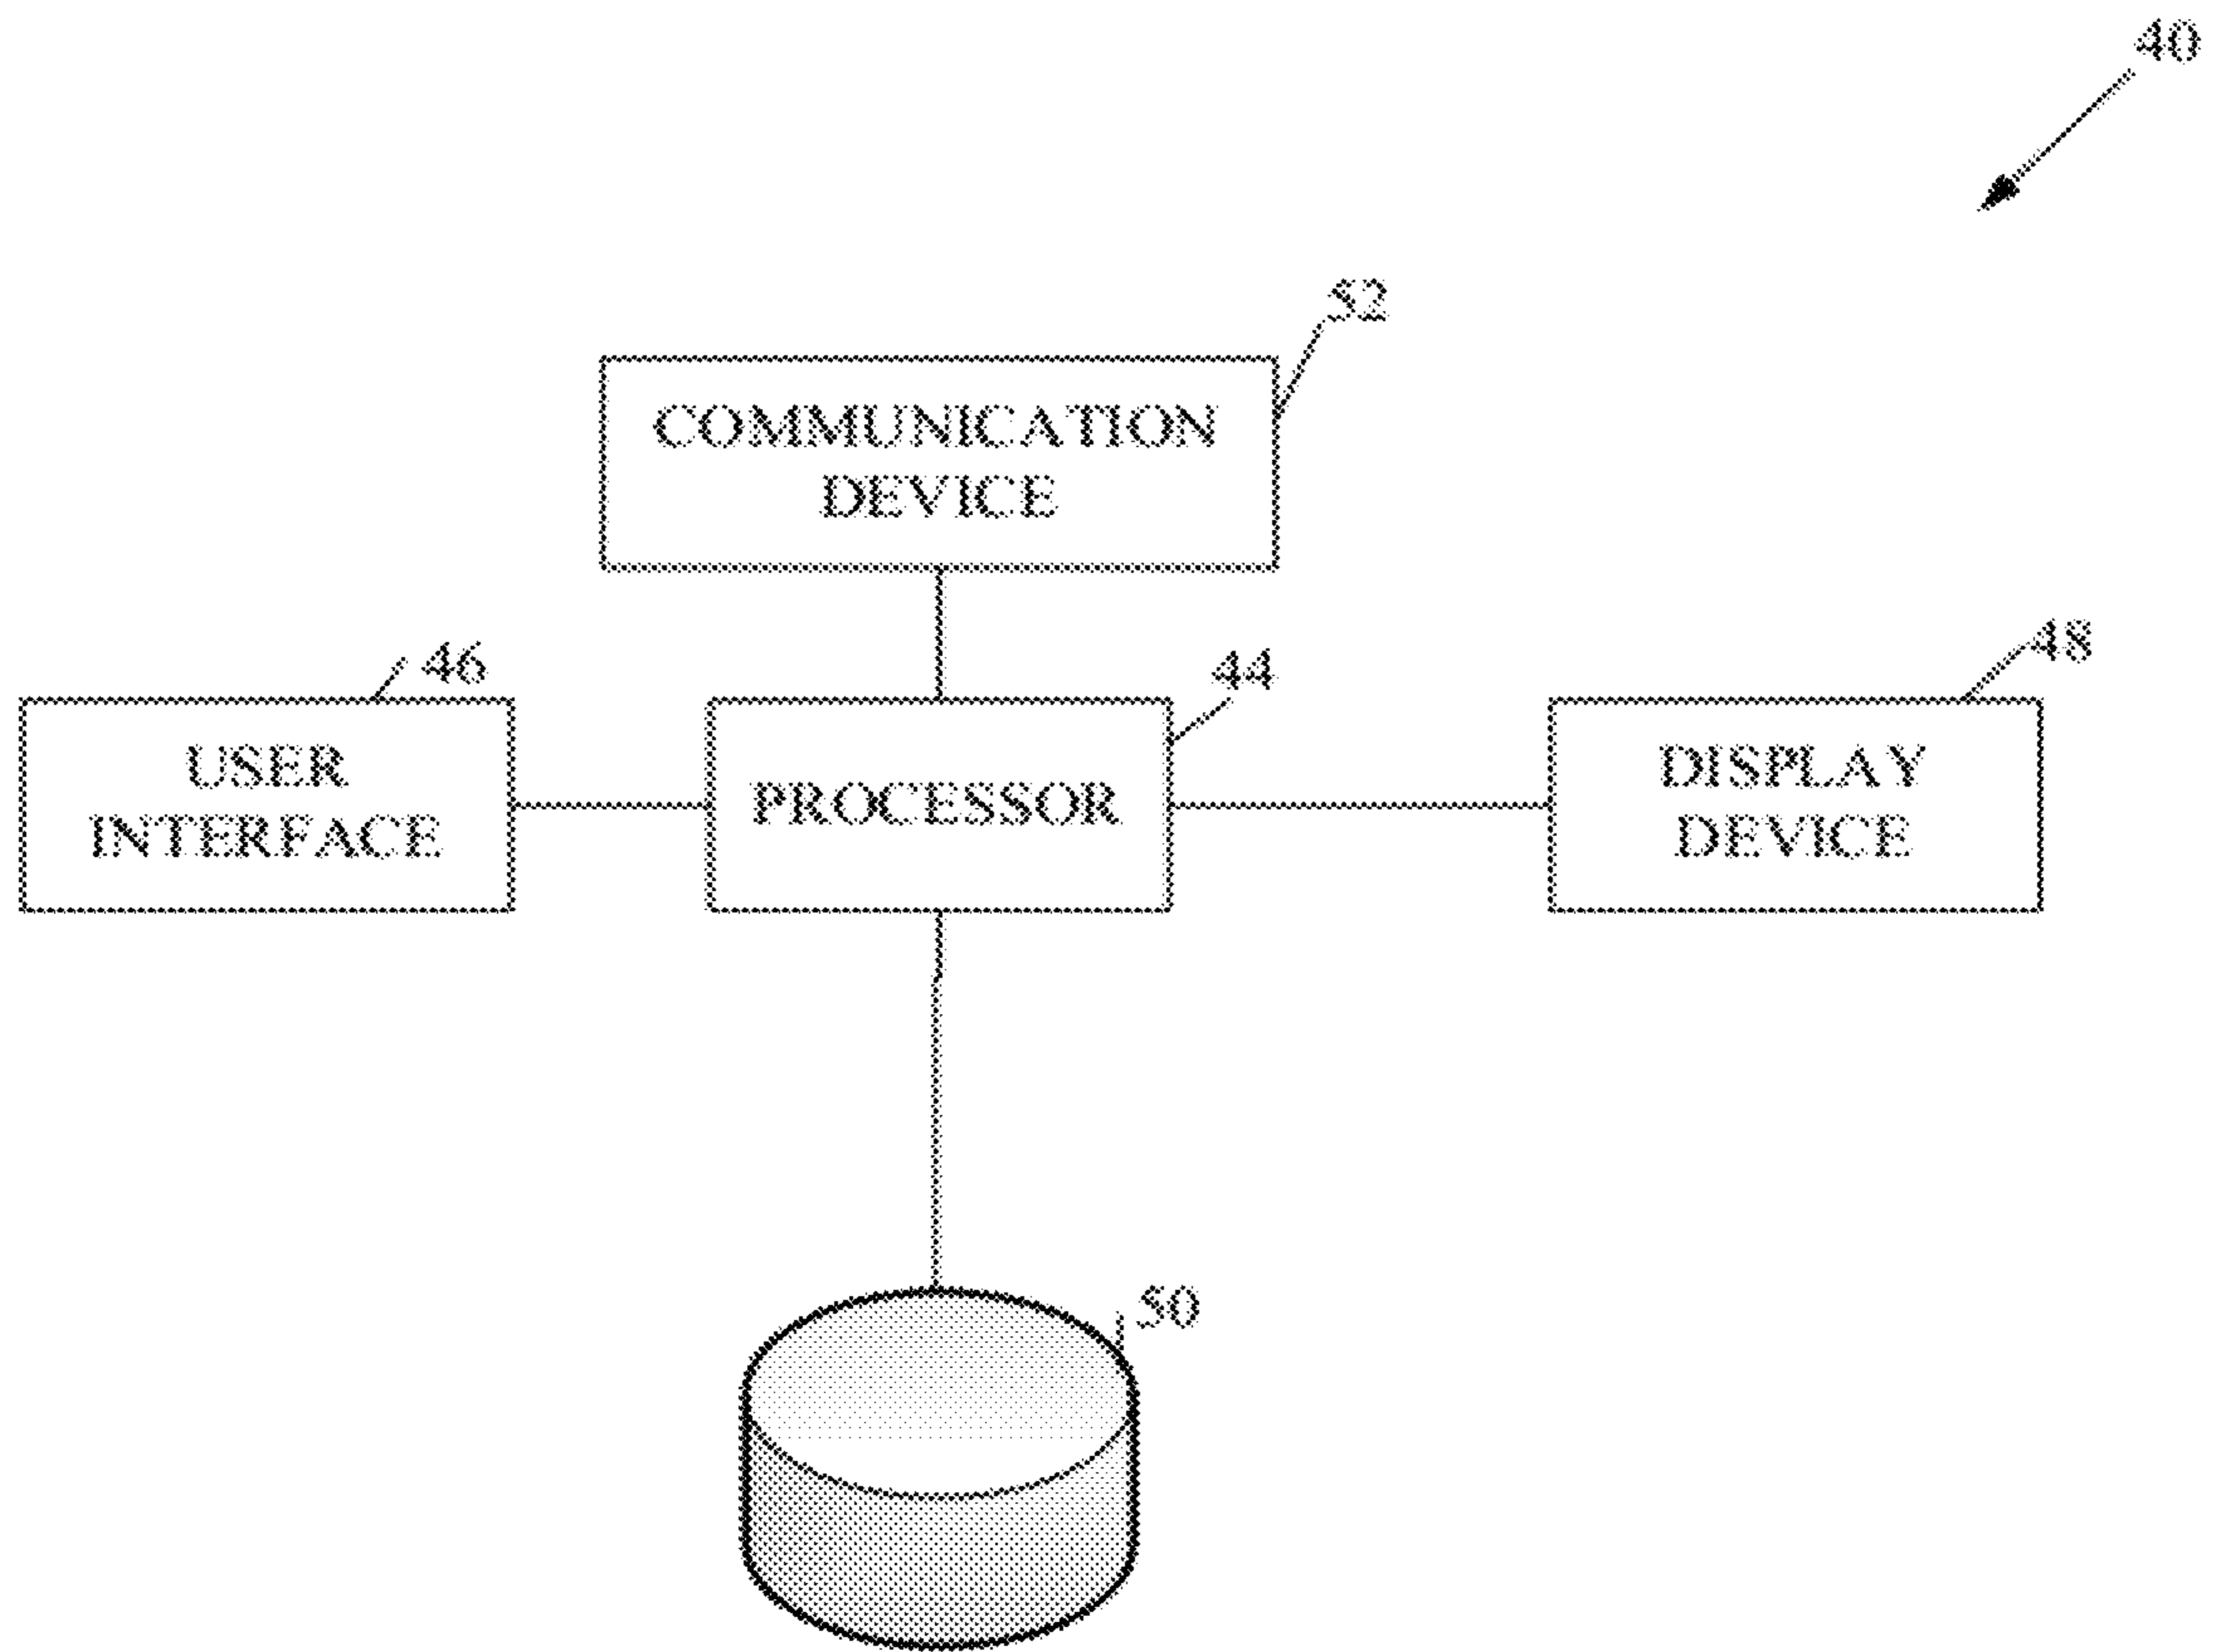 40
52
COMMUNICATION
DEVICE
46
44
48
USER
INTERFACE
PROCESSOR
DISPLAY
DEVICE
50